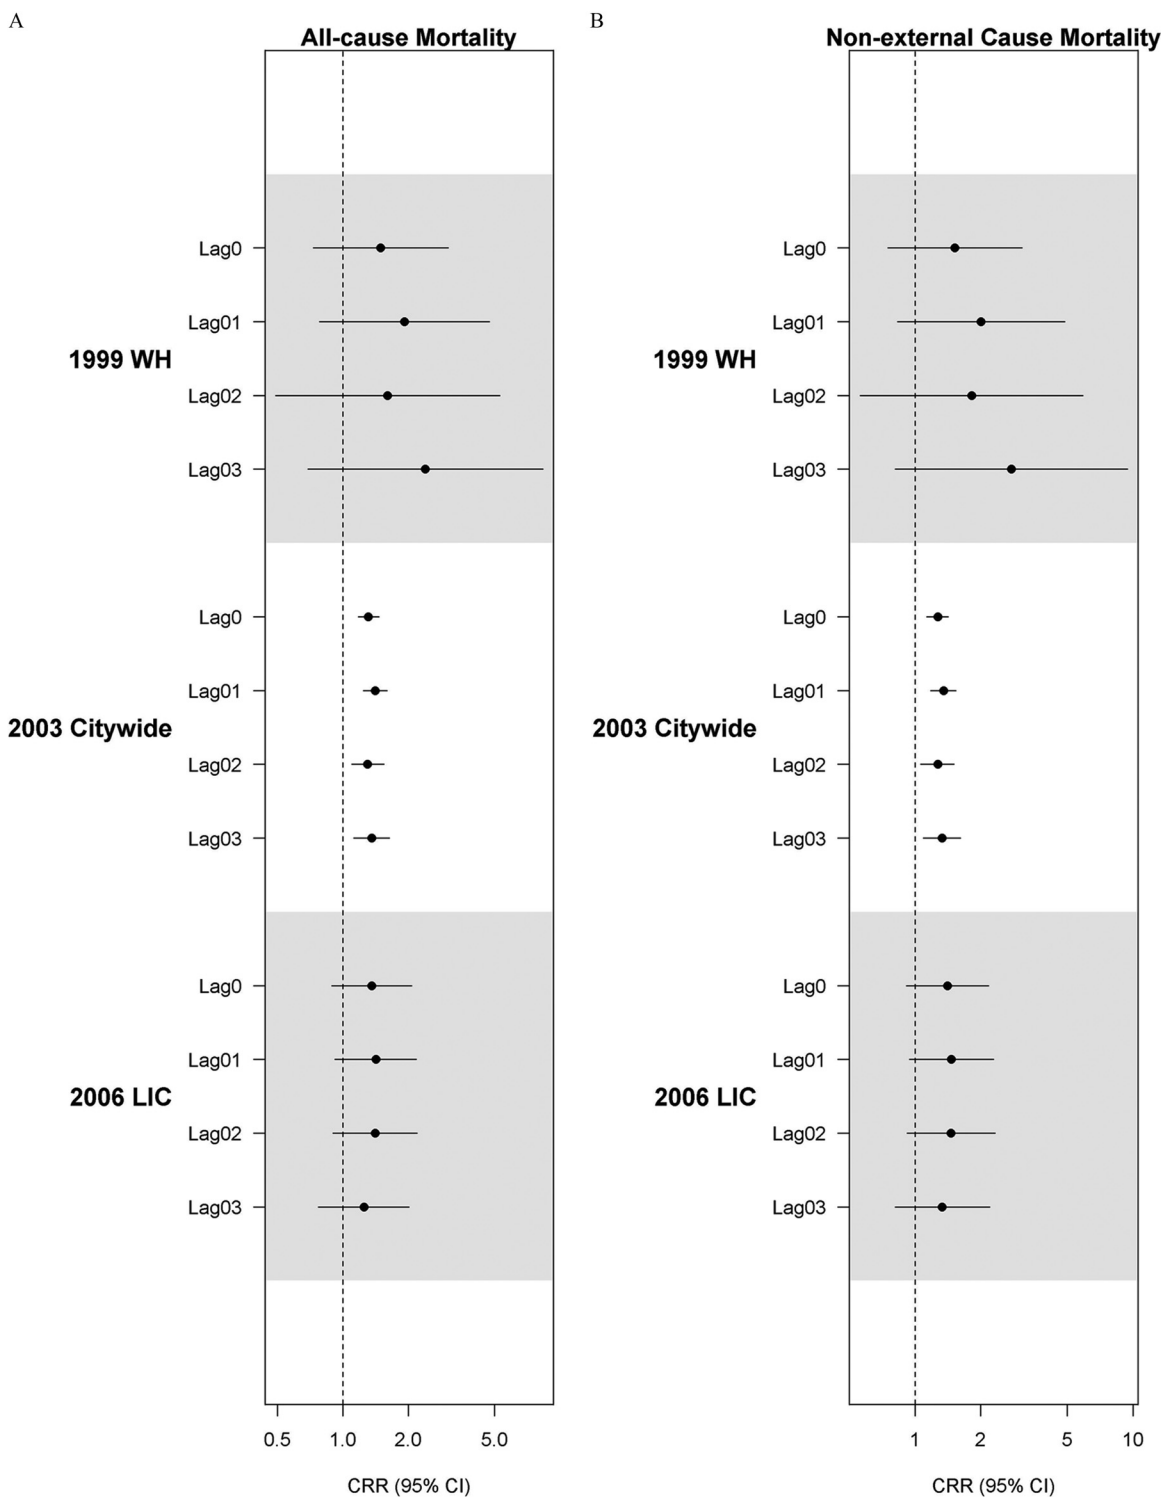 A
All-cause Mortality
1999 WH
Lag0
Lag01
Lag02
Lag03
2003 Citywide
Lag0
Lag01
Lag02
Lag03
2006 LIC
Lag0
Lag01
Lag02
Lag03
0.5 1.0 2.0 5.0
CRR (95% CI)
B
Non-external Cause Mortality
1999 WH
Lag0
Lag01
Lag02
Lag03
2003 Citywide
Lag0
Lag01
Lag02
Lag03
2006 LIC
Lag0
Lag01
Lag02
Lag03
1 2 5 10
CRR (95% CI)